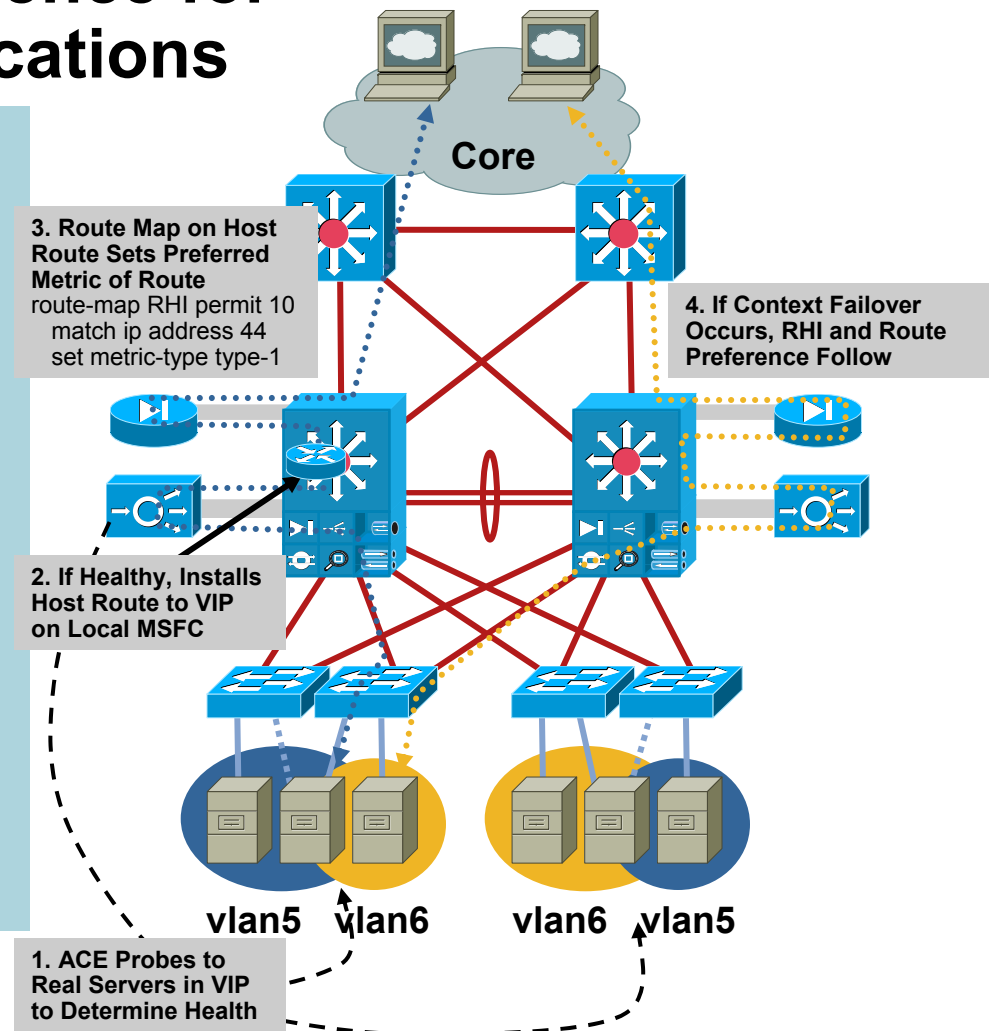 cations
Core
3. Route Map on Host
Route Sets Preferred
Metric of Route
route-map RHI permit 10
match ip address 44
set metric-type type-1
4. If Context Failover
Occurs, RHI and Route
Preference Follow
2. If Healthy, Installs
Host Route to VIP
on Local MSFC
vlan5 vlan6 vlan6 vlan5
1. ACE Probes to
Real Servers in VIP
to Determine Health